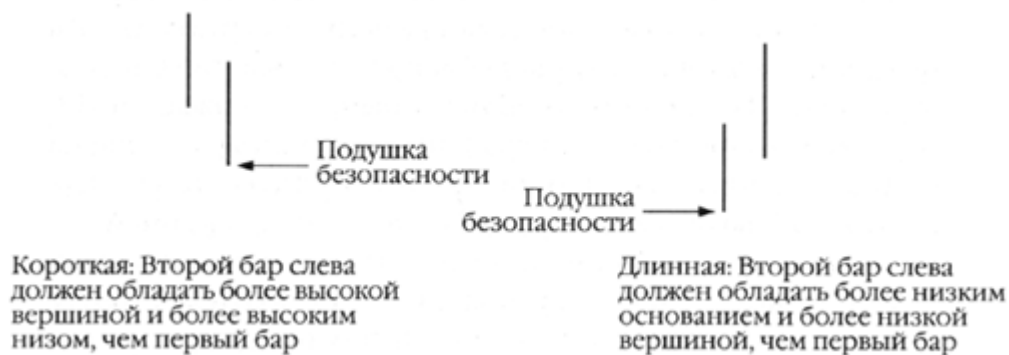 Подушка
безопасности
Подушка
безопасности
Короткая: Второй бар слева
должен обладать более высокой
вершиной и более высоким
низом, чем первый бар
Длинная: Второй бар слева
должен обладать более низким
основанием и более низкой
вершиной, чем первый бар